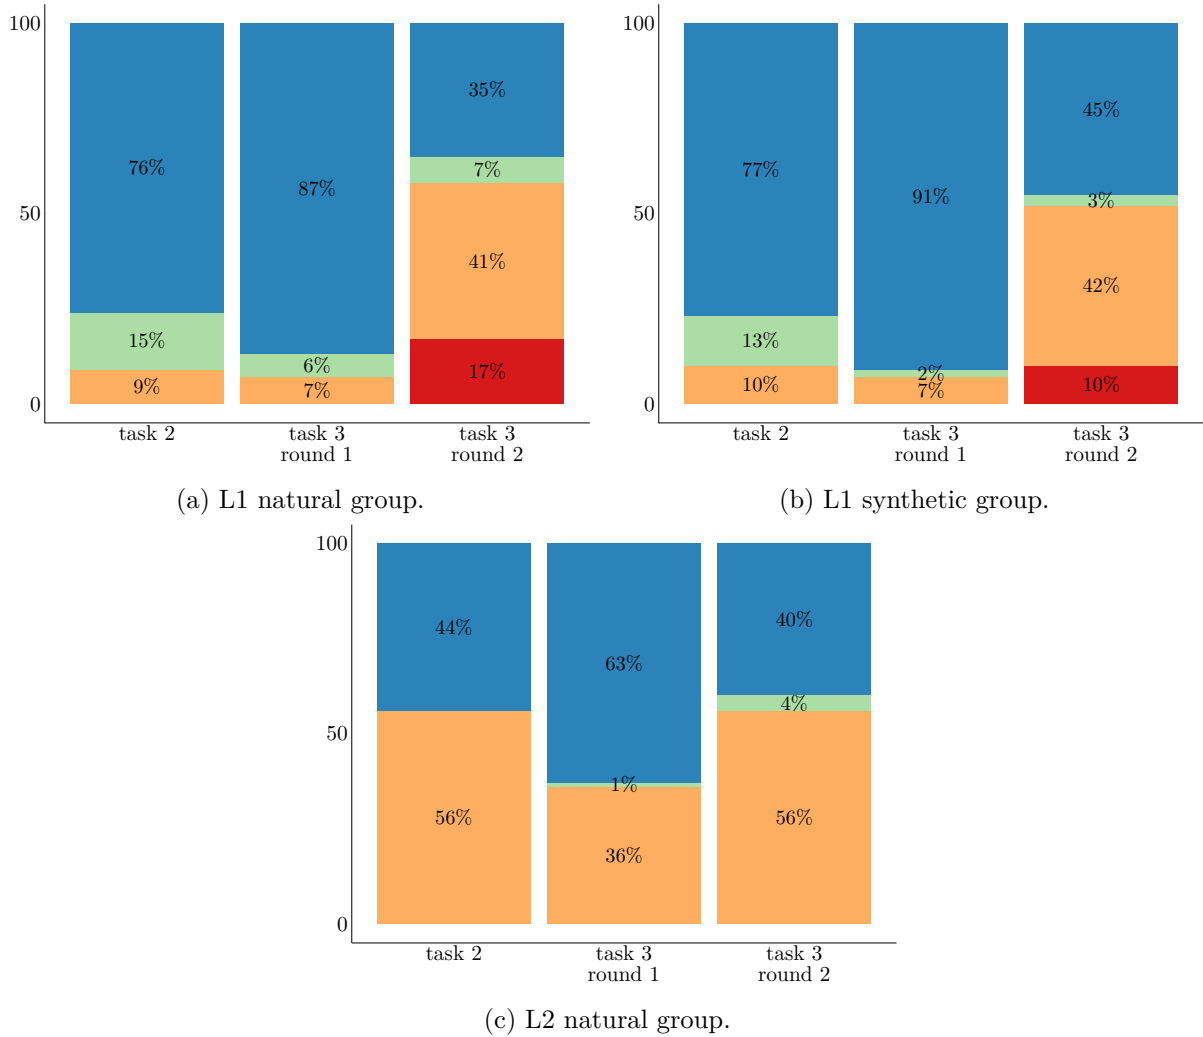 100
50
0
76%
15%
9%
87%
6%
7%
35%
7%
41%
17%
task 2
task 3
round 1
task 3
round 2
(a) L1 natural group.
100
50
0
77%
13%
10%
91%
2%
7%
45%
3%
42%
10%
task 2
task 3
round 1
task 3
round 2
(b) L1 synthetic group.
100
50
0
44%
56%
63%
1%
36%
40%
4%
56%
task 2
task 3
round 1
task 3
round 2
(c) L2 natural group.